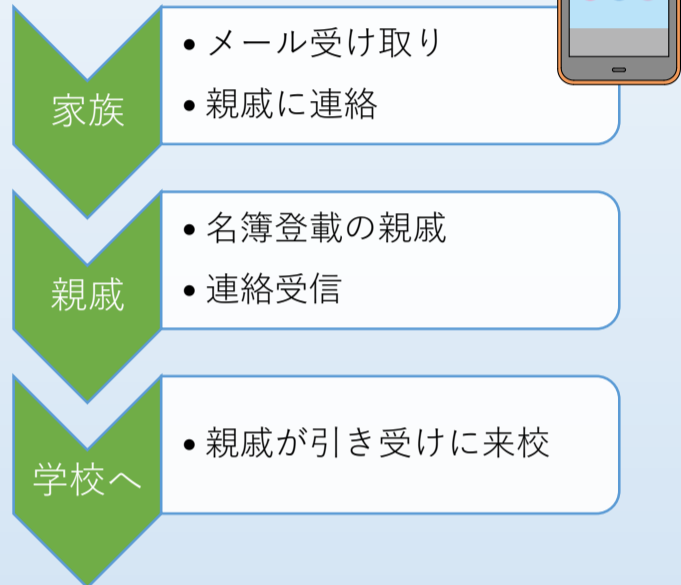 家族
• メール受け取り
• 親戚に連絡
親戚
• 名簿登載の親戚
• 連絡受信
学校へ
• 親戚が引き受けに来校